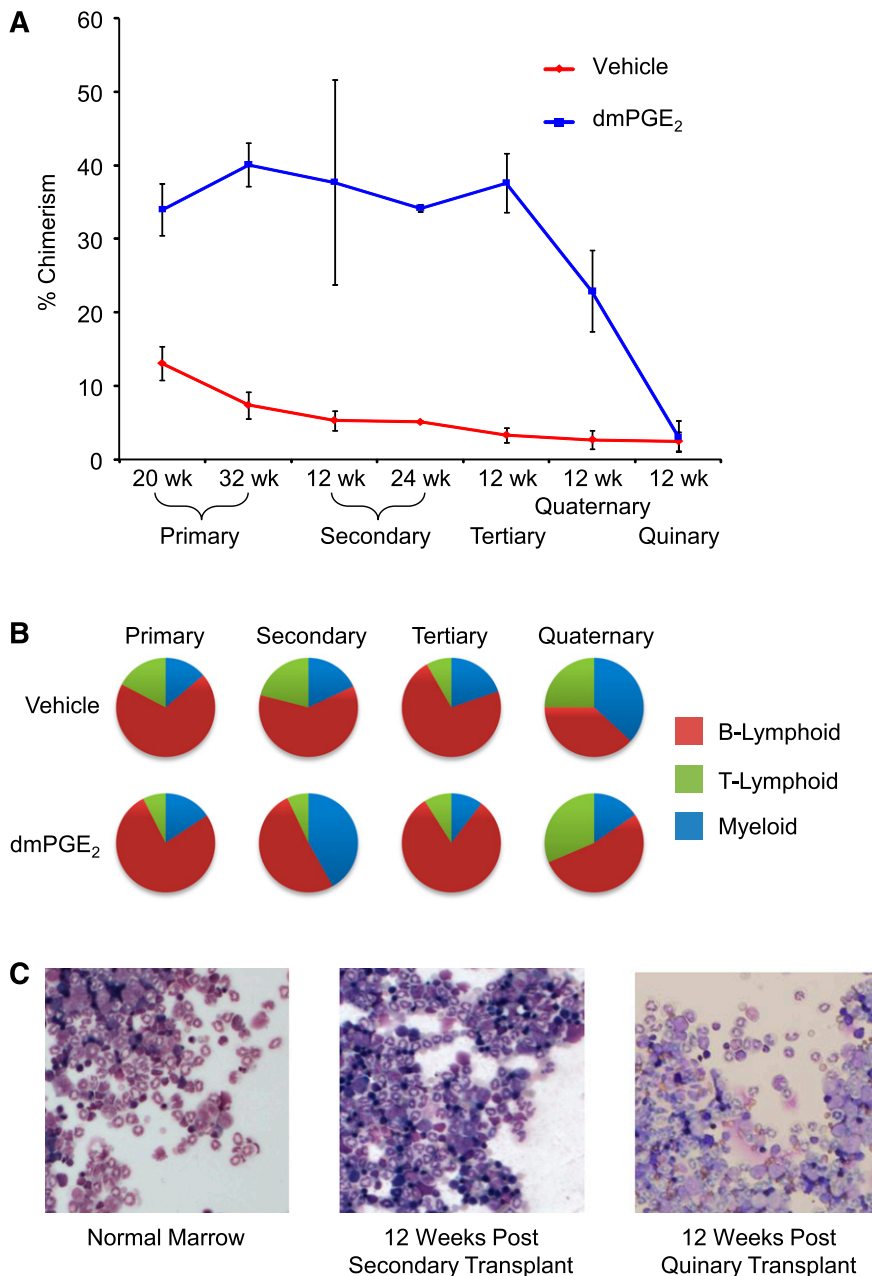 A
60
50
40
30
20
10
0
% Chimerism
Vehicle
dmPGE₂
20 wk 32 wk 12 wk 24 wk 12 wk 12 wk 12 wk
Quaternary
Primary Secondary Tertiary Quinary
B
Primary Secondary Tertiary Quaternary
Vehicle
dmPGE₂
B-Lymphoid
T-Lymphoid
Myeloid
C
Normal Marrow
12 Weeks Post
Secondary Transplant
12 Weeks Post
Quinary Transplant